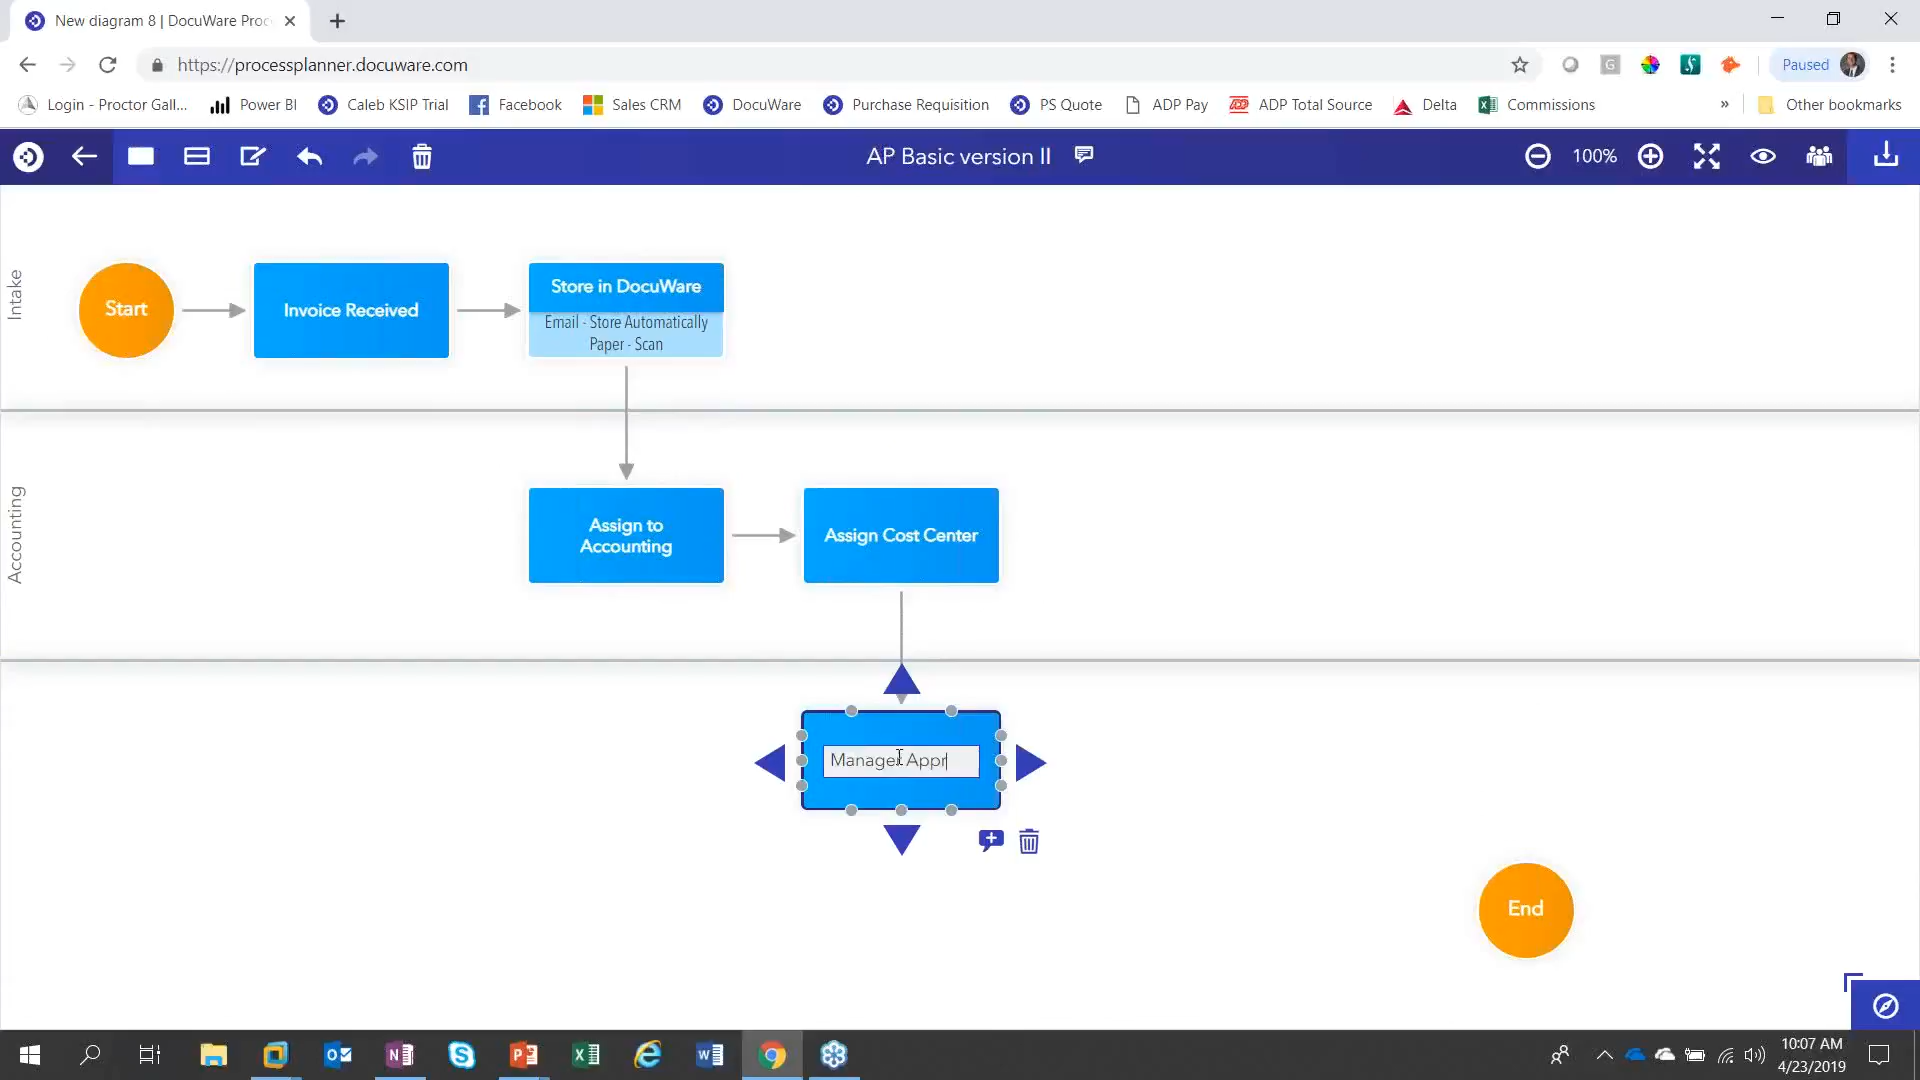 New diagram 8 | DocuWare Proc
https://processplanner.docuware.com
G
Paused
Login - Proctor Gall...
Power BI
Caleb KSIP Trial
Facebook
Sales CRM
DocuWare
Purchase Requisition
PS Quote
ADP Pay
ADP Total Source
Delta
Commissions
»
Other bookmarks
AP Basic version II
100%
Intake
Start
Invoice Received
Store in DocuWare
Email - Store Automatically
Paper - Scan
Accounting
Assign to
Accounting
Assign Cost Center
Manager Appr
End
10:07 AM
4/23/2019